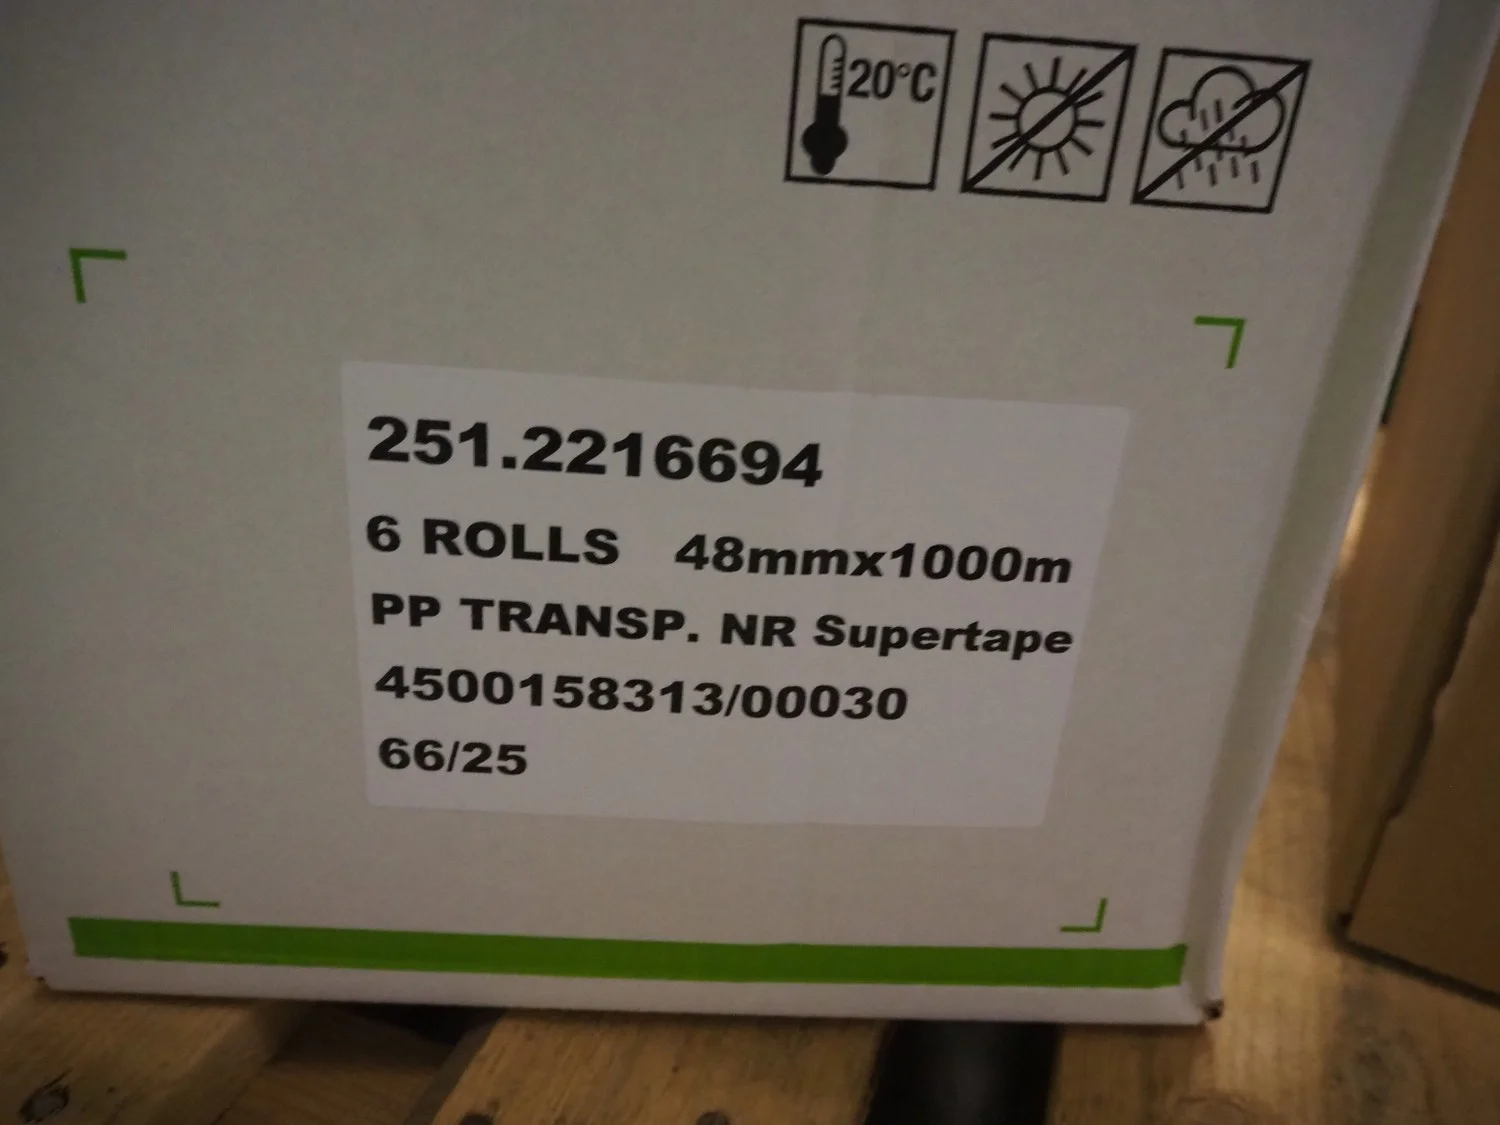 20°C
251.2216694
6 ROLLS 48mmx1000m
PP TRANSP. NR Supertape
4500158313/00030
66/25